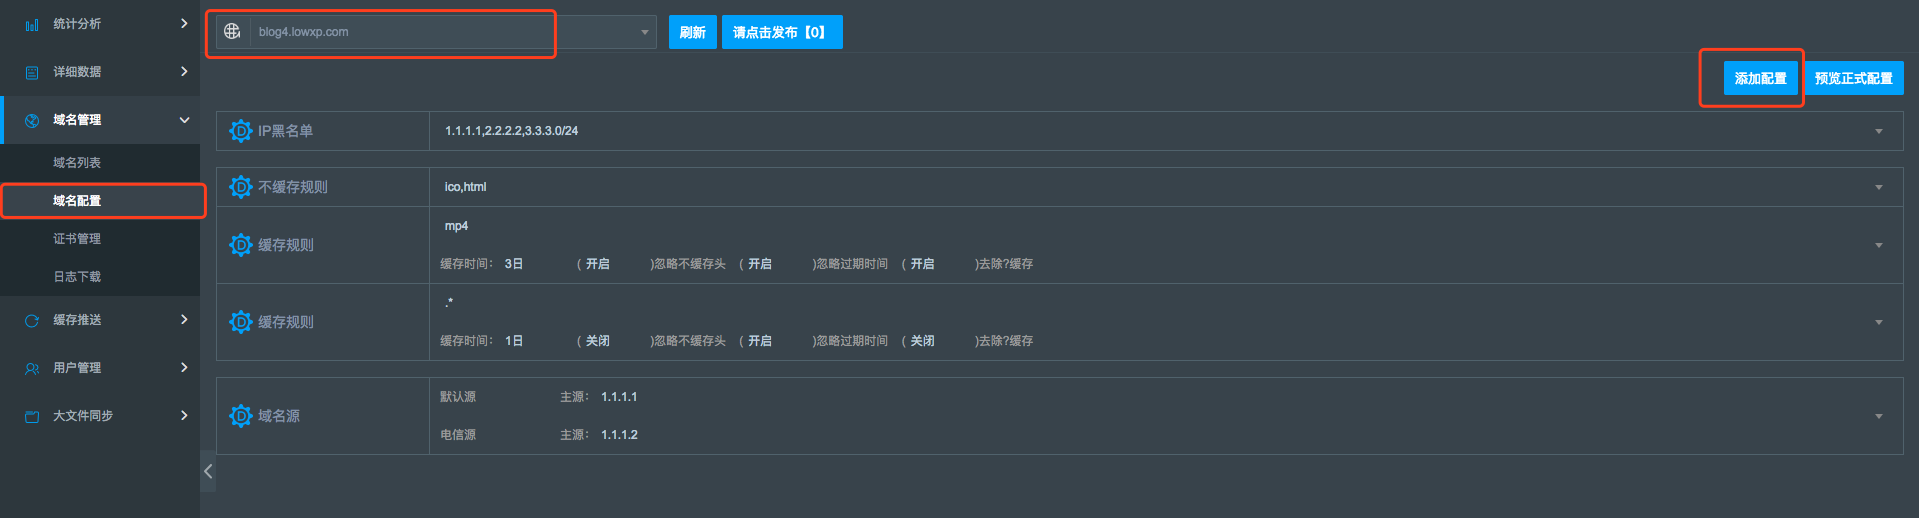 统计分析
详细数据
域名管理
域名列表
域名配置
证书管理
日志下载
缓存推送
用户管理
大文件同步
blog4.lowxp.com
刷新
请点击发布【0】
添加配置
预览正式配置
IP黑名单
1.1.1.1,2.2.2.2,3.3.3.0/24
不缓存规则
ico,html
缓存规则
mp4
缓存时间： 3日 ( 开启 )忽略不缓存头 ( 开启 )忽略过期时间 ( 开启 )去除?缓存
缓存规则
.*
缓存时间： 1日 ( 关闭 )忽略不缓存头 ( 开启 )忽略过期时间 ( 关闭 )去除?缓存
域名源
默认源 主源： 1.1.1.1
电信源 主源： 1.1.1.2